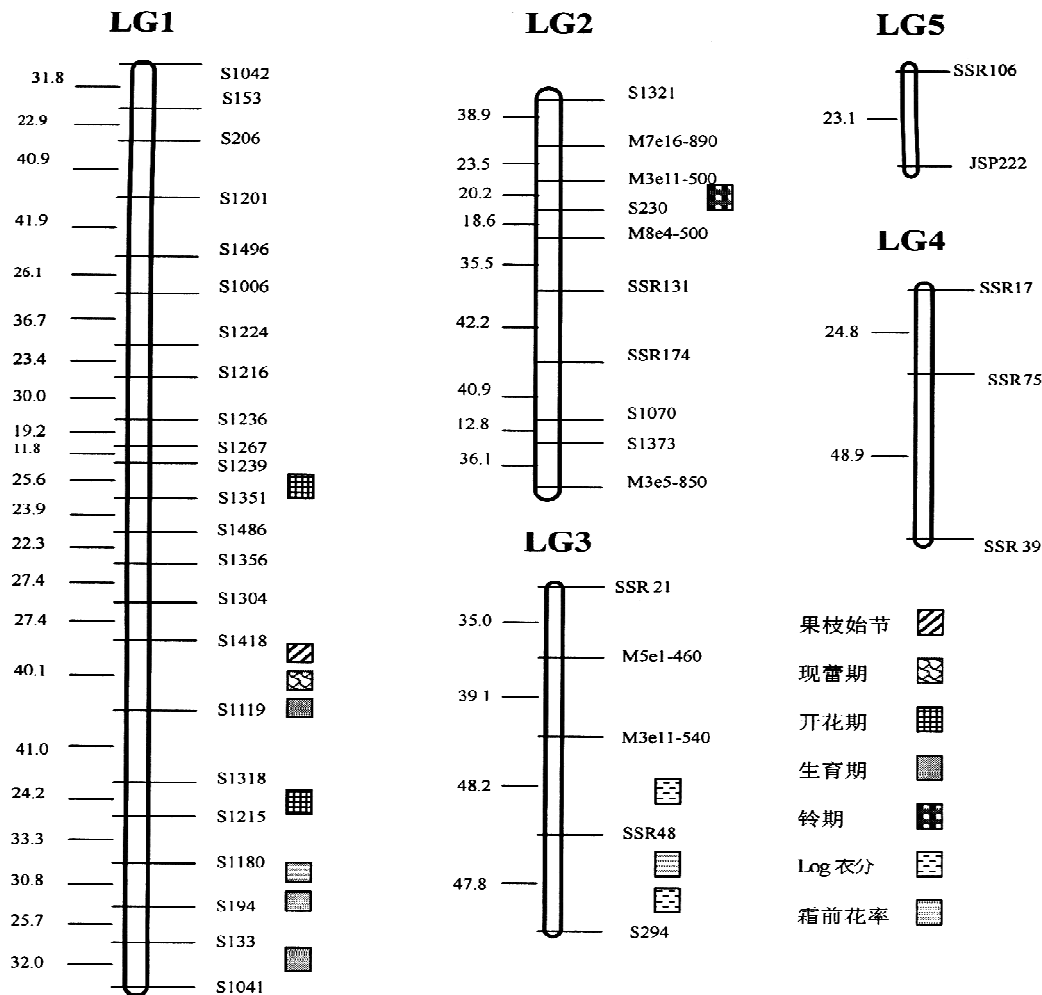 LG1
31.8
22.9
40.9
41.9
26.1
36.7
23.4
30.0
19.2
11.8
25.6
23.9
22.3
27.4
27.4
40.1
41.0
24.2
33.3
30.8
25.7
32.0
S1042
S153
S206
S1201
S1496
S1006
S1224
S1216
S1236
S1267
S1239
S1351
S1486
S1356
S1304
S1418
S1119
S1318
S1215
S1180
S194
S133
S1041
LG2
38.9
23.5
20.2
18.6
35.5
42.2
40.9
12.8
36.1
S1321
M7e16-890
M3e11-500
S230
M8e4-500
SSR131
SSR174
S1070
S1373
M3e5-850
LG3
35.0
39 1
48.2
47.8
SSR 21
M5e1-460
M3e11-540
SSR48
S294
LG5
23.1
SSR106
JSP222
LG4
24.8
48.9
SSR17
SSR 75
SSR 39
果枝始节
现蕾期
开花期
生育期
铃期
Log 衣分
霜前花率